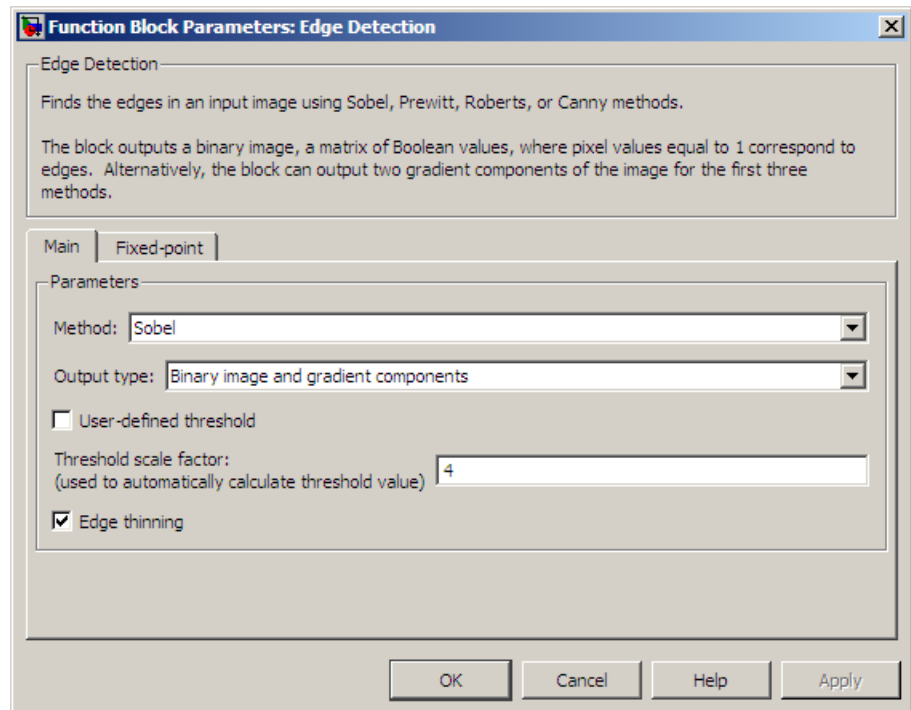 Function Block Parameters: Edge Detection
Edge Detection
Finds the edges in an input image using Sobel, Prewitt, Roberts, or Canny methods.
The block outputs a binary image, a matrix of Boolean values, where pixel values equal to 1 correspond to
edges.  Alternatively, the block can output two gradient components of the image for the first three
methods.
Main Fixed-point
Parameters
Method: Sobel
Output type: Binary image and gradient components
User-defined threshold
Threshold scale factor:
(used to automatically calculate threshold value) 4
Edge thinning
OK Cancel Help Apply